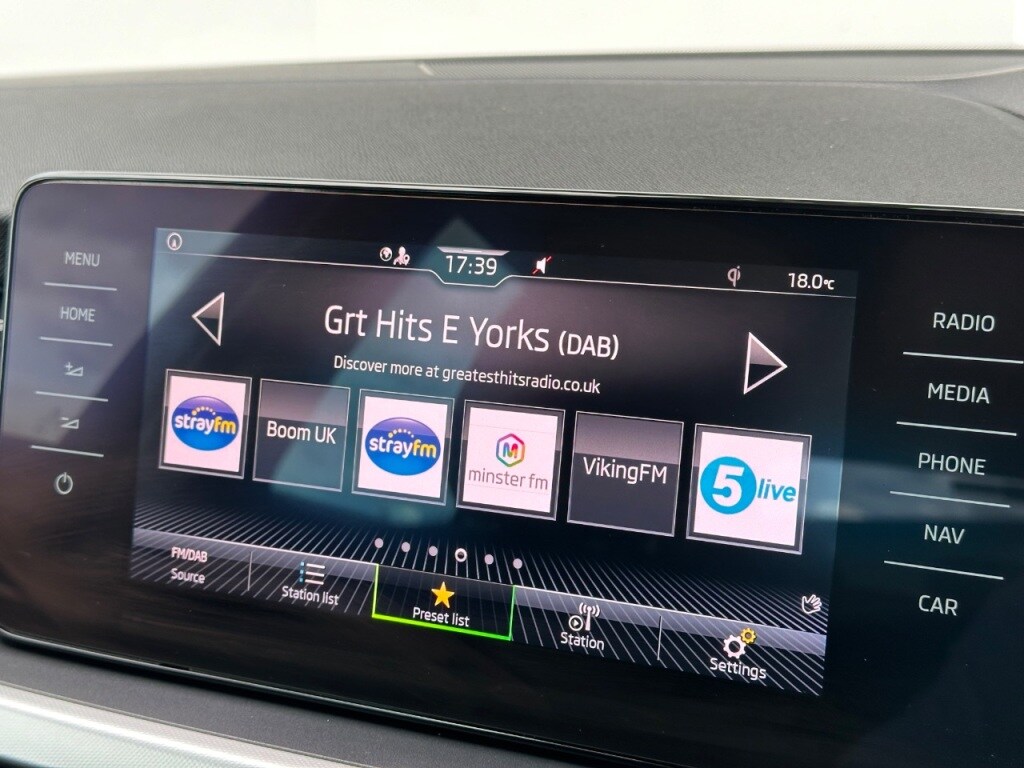 MENU
HOME
17:39
18.0°C
Grt Hits E Yorks (DAB)
Discover more at greatesthitsradio.co.uk
strayfm
Boom UK
strayfm
M
minster fm
VikingFM
5 live
FM/DAB
Source
Station list
Preset list
Station
Settings
RADIO
MEDIA
PHONE
NAV
CAR